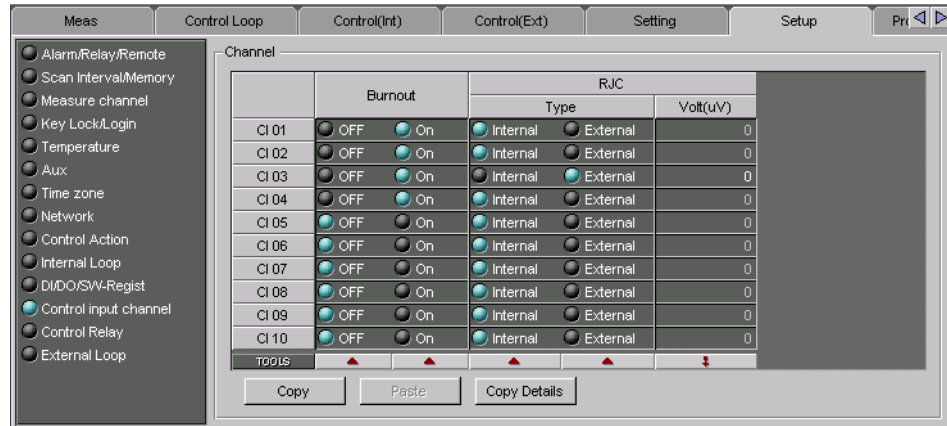 Meas Control Loop Control(Int) Control(Ext) Setting Setup
Alarm/Relay/Remote
Scan Interval/Memory
Measure channel
Key Lock/Login
Temperature
Aux
Time zone
Network
Control Action
Internal Loop
DI/DO/SW-Regist
Control input channel
Control Relay
External Loop
Channel
Burnout RJC
Type Volt(uV)
CI 01 OFF On Internal External 0
CI 02 OFF On Internal External 0
CI 03 OFF On Internal External 0
CI 04 OFF On Internal External 0
CI 05 OFF On Internal External 0
CI 06 OFF On Internal External 0
CI 07 OFF On Internal External 0
CI 08 OFF On Internal External 0
CI 09 OFF On Internal External 0
CI 10 OFF On Internal External 0
TOOLS
Copy Paste Copy Details